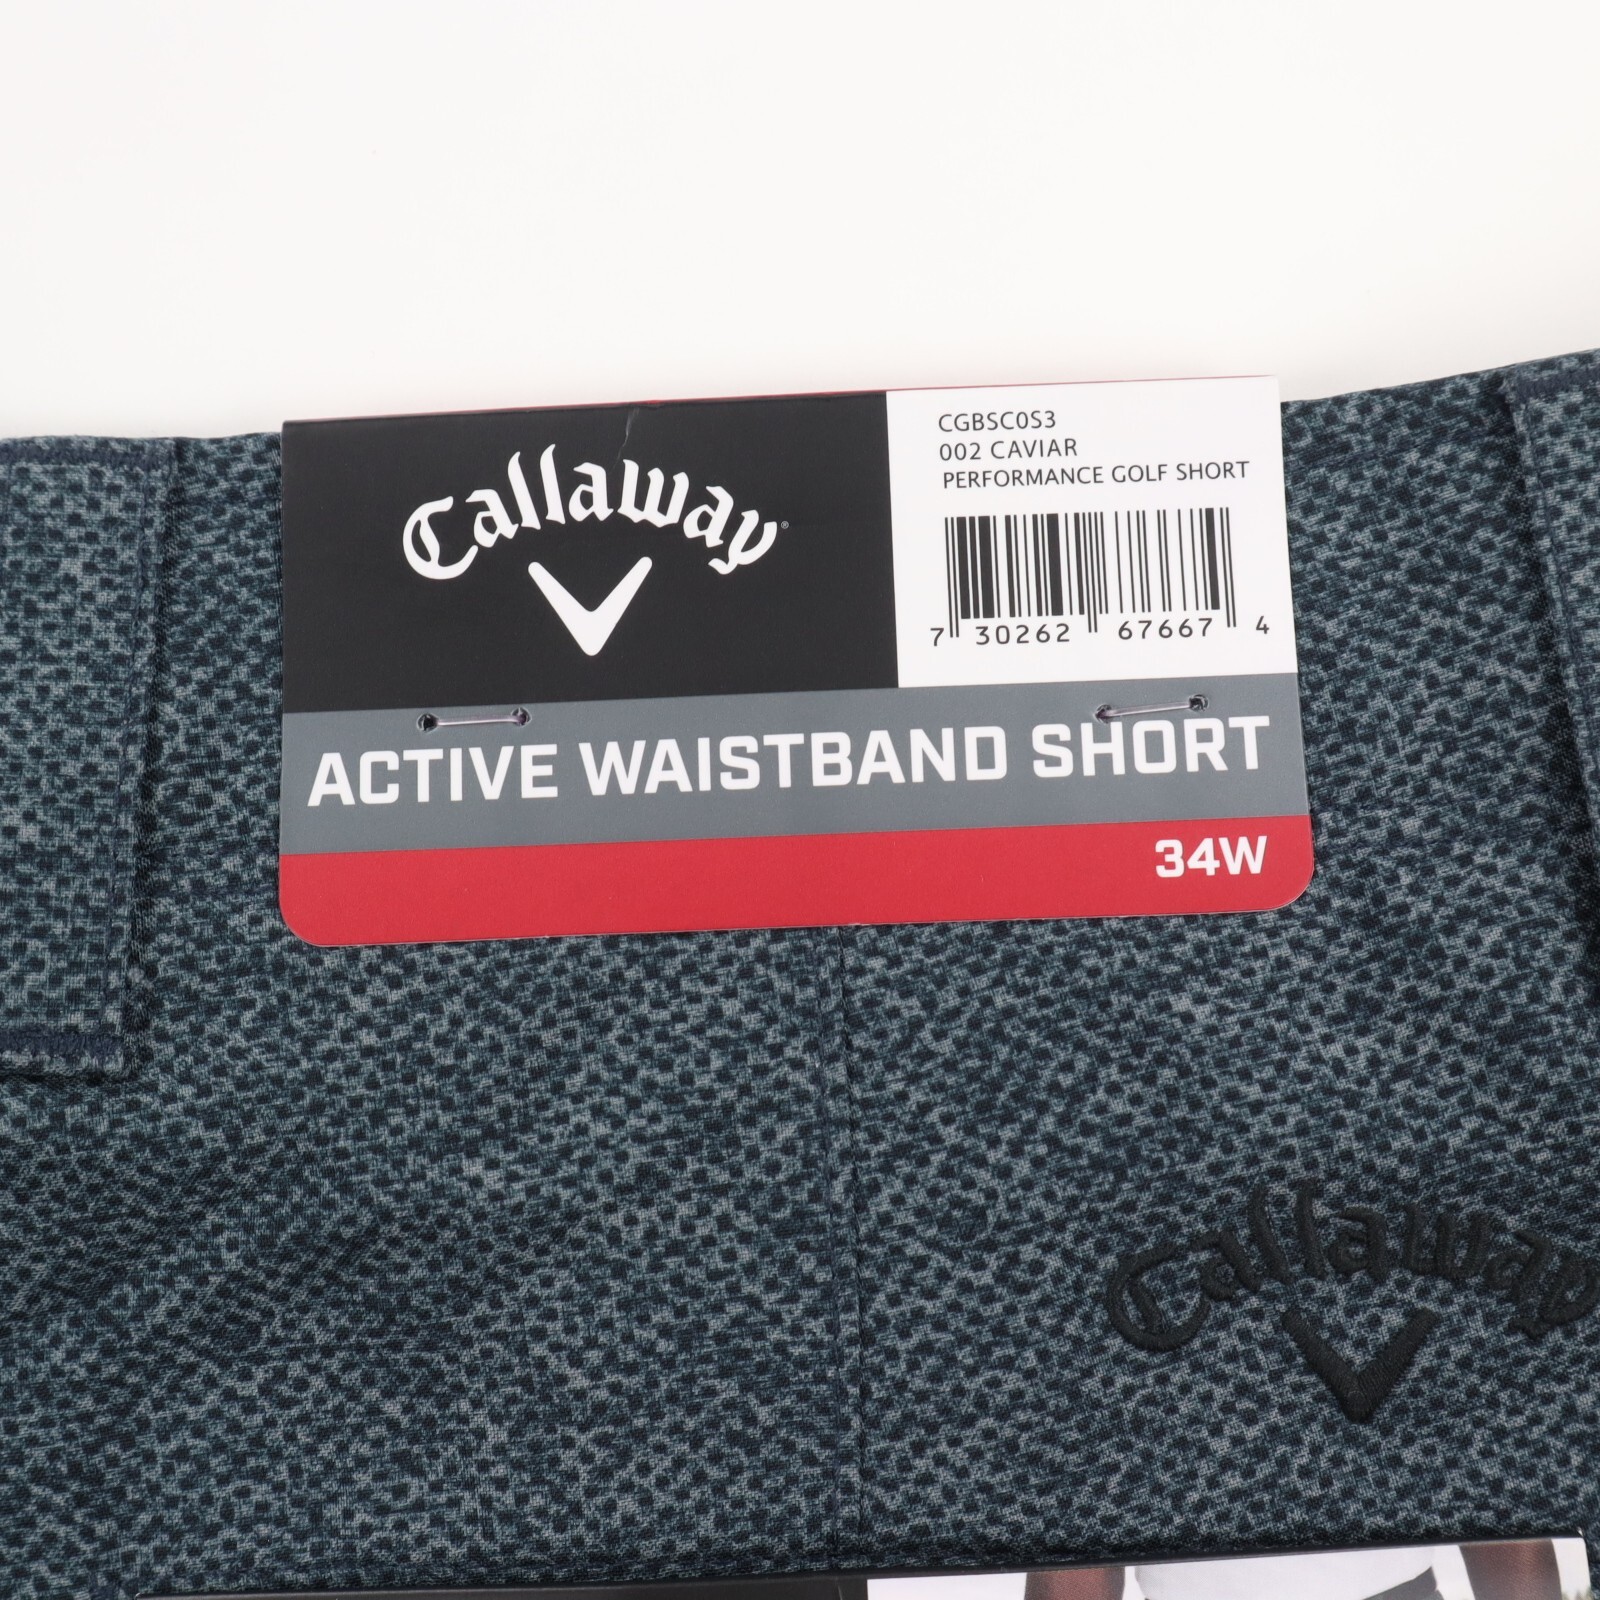 Callaway
CGBSC0S3
002 CAVIAR
PERFORMANCE GOLF SHORT
7 30262 67667 4
ACTIVE WAISTBAND SHORT
34W
Callaway